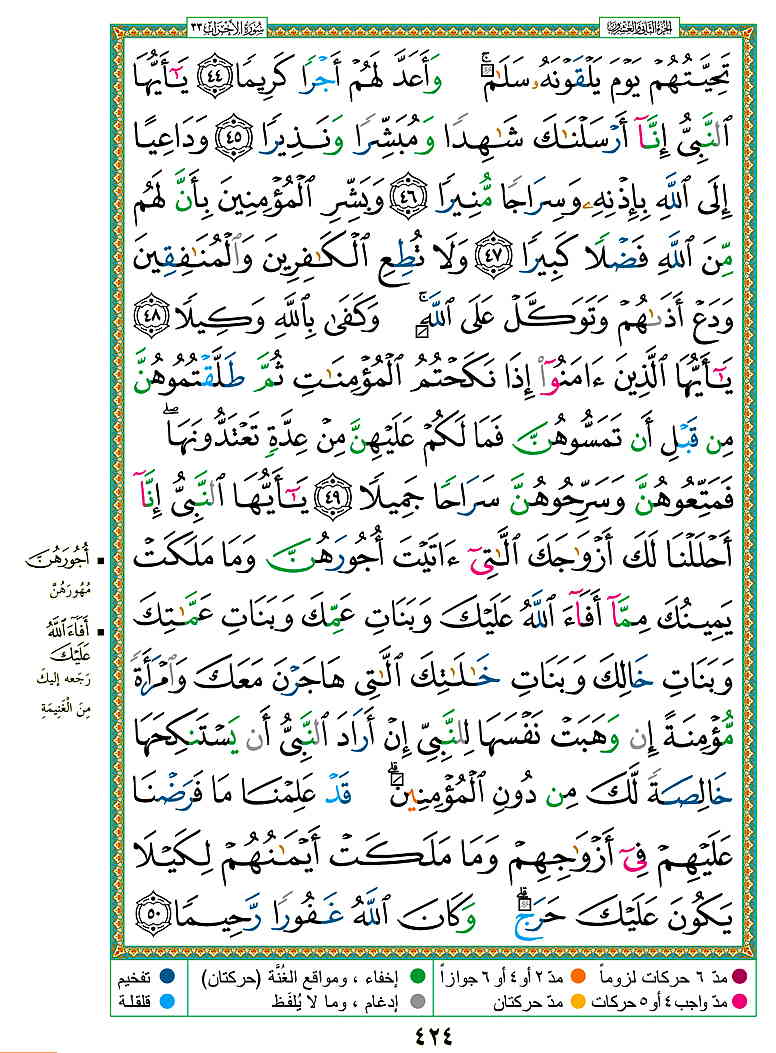 الجزء الثاني والعشرون
سورة الأحزاب ٣٣
تَحِيَّتُهُمْ يَوْمَ يَلْقَوْنَهُۥ سَلَٰمٌۚ وَأَعَدَّ لَهُمْ أَجْرًا كَرِيمًا ٤٤ يَٰٓأَيُّهَا
ٱلنَّبِىُّ إِنَّآ أَرْسَلْنَٰكَ شَٰهِدًا وَمُبَشِّرًا وَنَذِيرًا ٤٥ وَدَاعِيًا
إِلَى ٱللَّهِ بِإِذْنِهِۦ وَسِرَاجًا مُّنِيرًا ٤٦ وَبَشِّرِ ٱلْمُؤْمِنِينَ بِأَنَّ لَهُم
مِّنَ ٱللَّهِ فَضْلًا كَبِيرًا ٤٧ وَلَا تُطِعِ ٱلْكَٰفِرِينَ وَٱلْمُنَٰفِقِينَ
وَدَعْ أَذَىٰهُمْ وَتَوَكَّلْ عَلَى ٱللَّهِۚ وَكَفَىٰ بِٱللَّهِ وَكِيلًا ٤٨
يَٰٓأَيُّهَا ٱلَّذِينَ ءَامَنُوٓا۟ إِذَا نَكَحْتُمُ ٱلْمُؤْمِنَٰتِ ثُمَّ طَلَّقْتُمُوهُنَّ
مِن قَبْلِ أَن تَمَسُّوهُنَّ فَمَا لَكُمْ عَلَيْهِنَّ مِنْ عِدَّةٍ تَعْتَدُّونَهَاۖ
فَمَتِّعُوهُنَّ وَسَرِّحُوهُنَّ سَرَاحًا جَمِيلًا ٤٩ يَٰٓأَيُّهَا ٱلنَّبِىُّ إِنَّآ
أَحْلَلْنَا لَكَ أَزْوَٰجَكَ ٱلَّٰتِىٓ ءَاتَيْتَ أُجُورَهُنَّ وَمَا مَلَكَتْ
يَمِينُكَ مِمَّآ أَفَآءَ ٱللَّهُ عَلَيْكَ وَبَنَاتِ عَمِّكَ وَبَنَاتِ عَمَّٰتِكَ
وَبَنَاتِ خَالِكَ وَبَنَاتِ خَٰلَٰتِكَ ٱلَّٰتِى هَاجَرْنَ مَعَكَ وَٱمْرَأَةً
مُّؤْمِنَةً إِن وَهَبَتْ نَفْسَهَا لِلنَّبِىِّ إِنْ أَرَادَ ٱلنَّبِىُّ أَن يَسْتَنكِحَهَا
خَالِصَةً لَّكَ مِن دُونِ ٱلْمُؤْمِنِينَۗ قَدْ عَلِمْنَا مَا فَرَضْنَا
عَلَيْهِمْ فِىٓ أَزْوَٰجِهِمْ وَمَا مَلَكَتْ أَيْمَٰنُهُمْ لِكَيْلَا
يَكُونَ عَلَيْكَ حَرَجٌۗ وَكَانَ ٱللَّهُ غَفُورًا رَّحِيمًا ٥٠
▪ أُجُورَهُنَّ
مُهُورَهُنَّ
▪ أَفَآءَ ٱللَّهُ
عَلَيْكَ
رَجَعه إليكَ
مِنَ الْغَنِيمَةِ
مدّ ٦ حركات لزوماً ● مدّ ٢ أو ٤ أو ٦ جوازاً ● إخفاء ، ومواقع الغُنَّة (حركتان) ● تفخيم
مدّ واجب ٤ أو ٥ حركات ● مدّ حركتان ● إدغام ، وما لا يُلفَظ ● قلقلة
٤٢٤